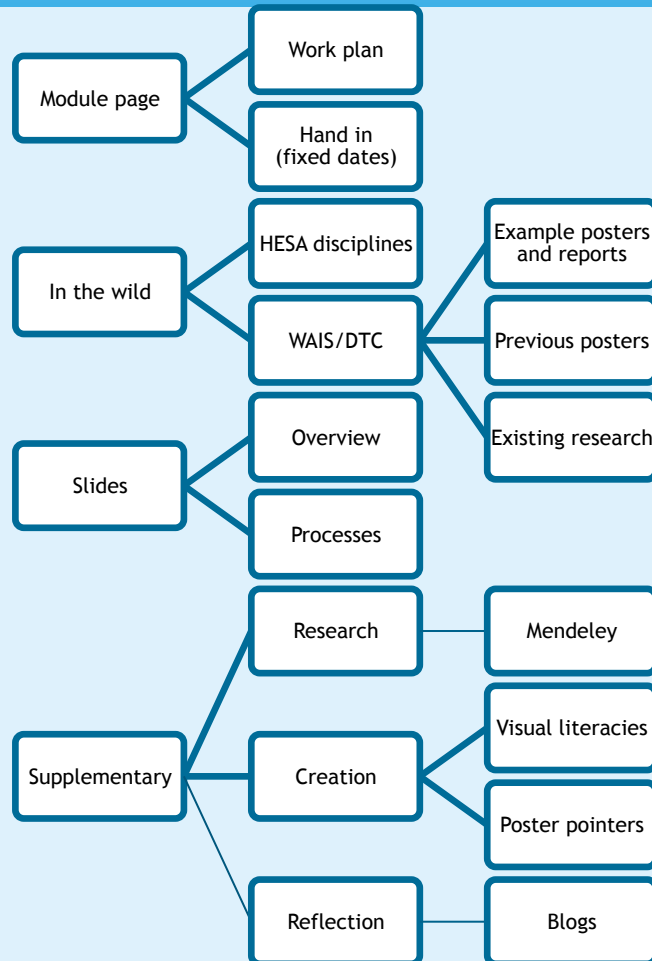 Module page
Work plan
Hand in
(fixed dates)
In the wild
HESA disciplines
WAIS/DTC
Example posters
and reports
Previous posters
Existing research
Slides
Overview
Processes
Supplementary
Research
Mendeley
Creation
Visual literacies
Poster pointers
Reflection
Blogs